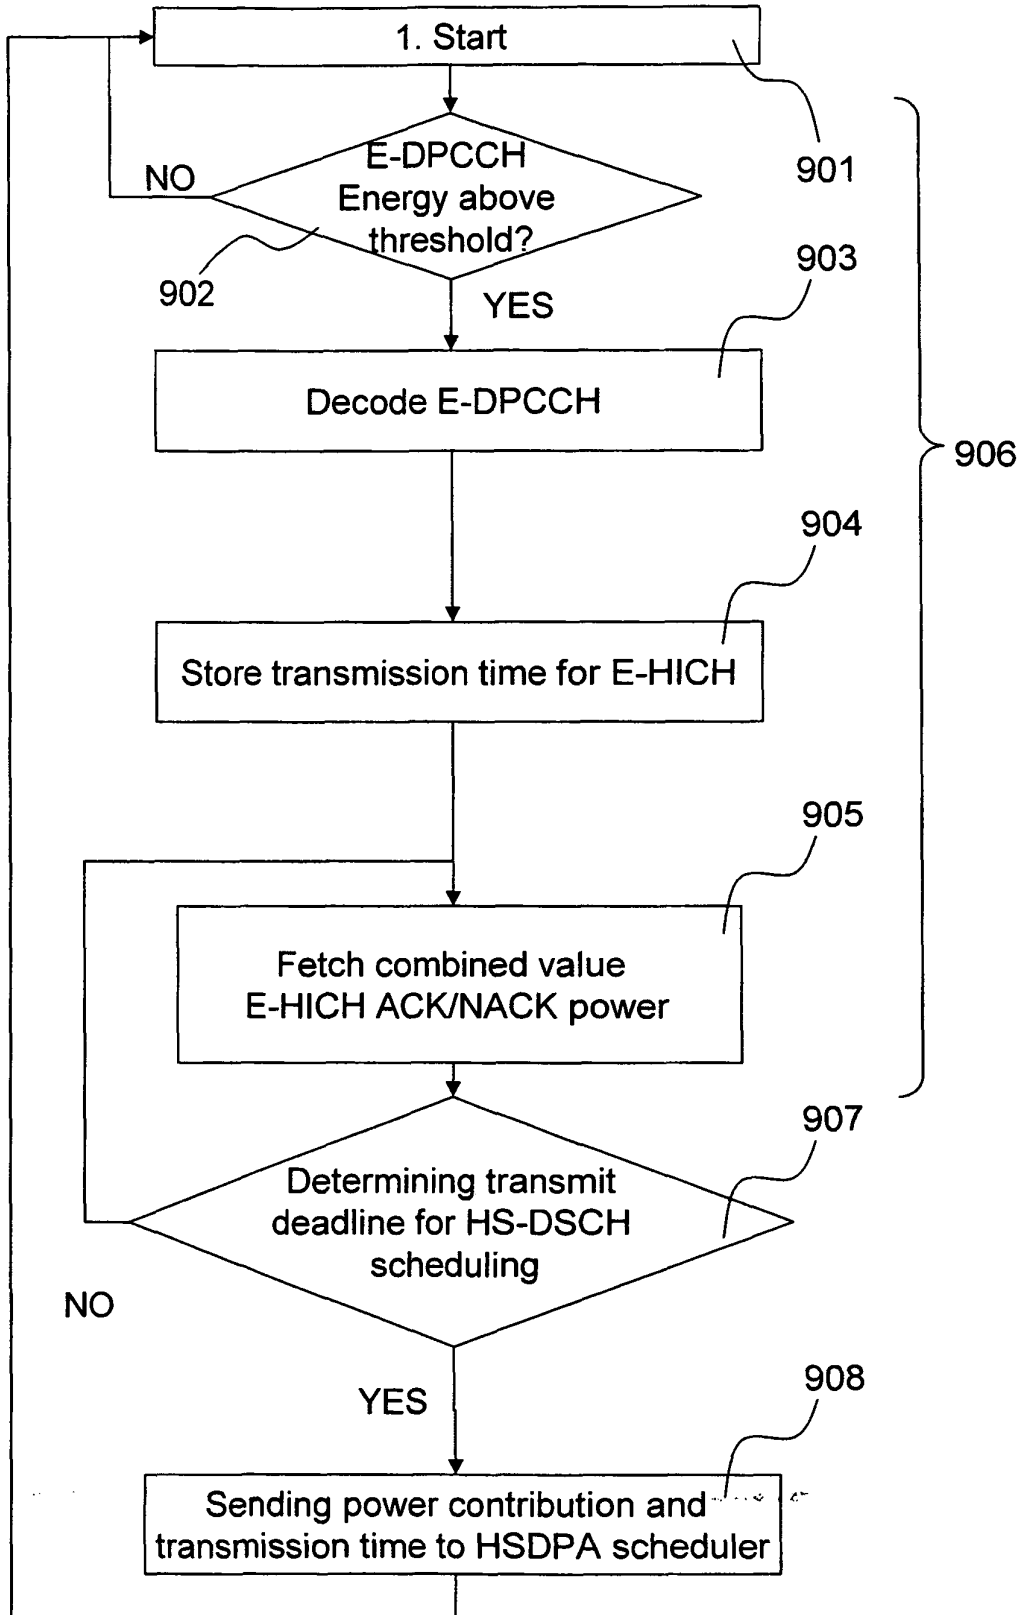 1. Start
901
E-DPCCH
Energy above
threshold?
NO
902
YES
903
Decode E-DPCCH
906
904
Store transmission time for E-HICH
905
Fetch combined value
E-HICH ACK/NACK power
907
Determining transmit
deadline for HS-DSCH
scheduling
NO
YES
908
Sending power contribution and
transmission time to HSDPA scheduler